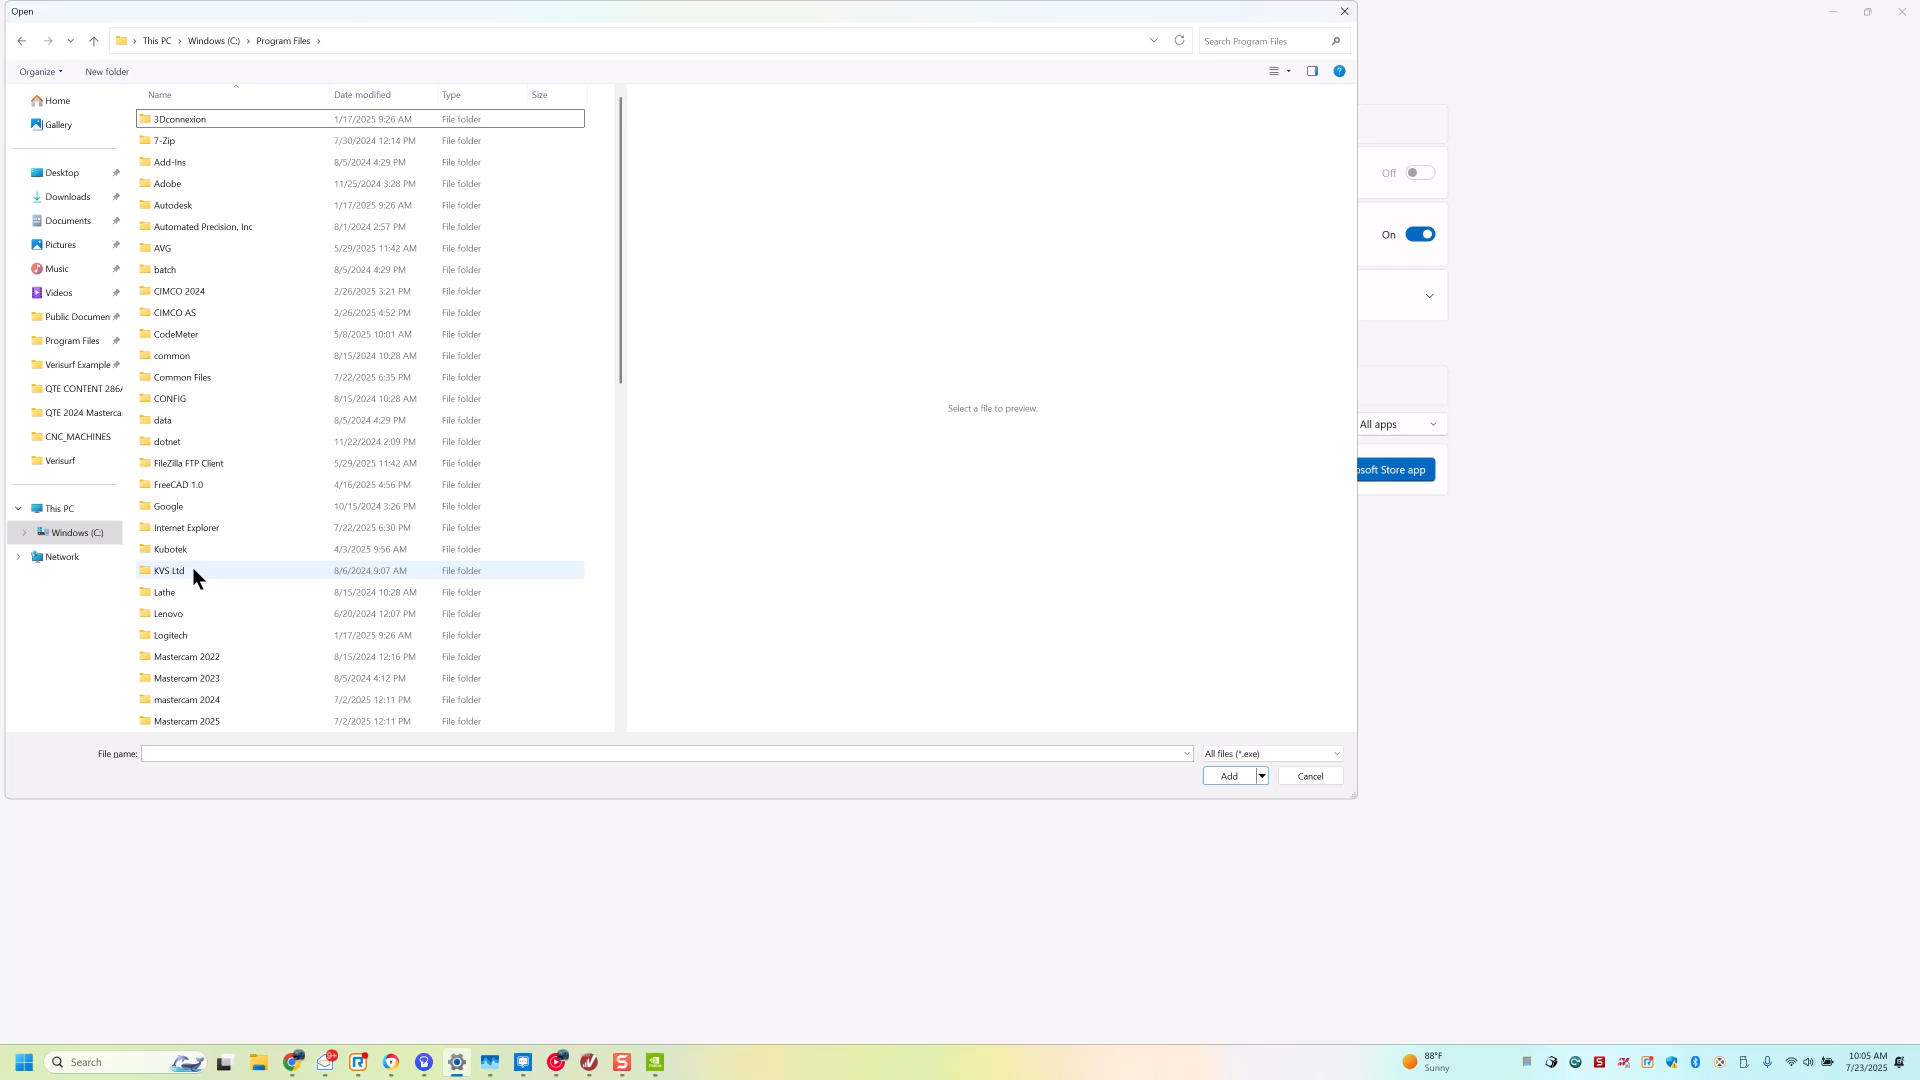 Open
This PC > Windows (C:) > Program Files >
Search Program Files
Organize
New folder
Home
Gallery
Desktop
Downloads
Documents
Pictures
Music
Videos
Public Documen
Program Files
Verisurf Example
QTE CONTENT 286/
QTE 2024 Masterca
CNC_MACHINES
Verisurf
This PC
Windows (C:)
Network
Name Date modified Type Size
3Dconnexion 1/17/2025 9:26 AM File folder
7-Zip 7/30/2024 12:14 PM File folder
Add-Ins 8/5/2024 4:29 PM File folder
Adobe 11/25/2024 3:28 PM File folder
Autodesk 1/17/2025 9:26 AM File folder
Automated Precision, Inc 8/1/2024 2:57 PM File folder
AVG 5/29/2025 11:42 AM File folder
batch 8/5/2024 4:29 PM File folder
CIMCO 2024 2/26/2025 3:21 PM File folder
CIMCO AS 2/26/2025 4:52 PM File folder
CodeMeter 5/8/2025 10:01 AM File folder
common 8/15/2024 10:28 AM File folder
Common Files 7/22/2025 6:35 PM File folder
CONFIG 8/15/2024 10:28 AM File folder
data 8/5/2024 4:29 PM File folder
dotnet 11/22/2024 2:09 PM File folder
FileZilla FTP Client 5/29/2025 11:42 AM File folder
FreeCAD 1.0 4/16/2025 4:56 PM File folder
Google 10/15/2024 3:26 PM File folder
Internet Explorer 7/22/2025 6:30 PM File folder
Kubotek 4/3/2025 9:56 AM File folder
KVS Ltd 8/6/2024 9:07 AM File folder
Lathe 8/15/2024 10:28 AM File folder
Lenovo 6/20/2024 12:07 PM File folder
Logitech 1/17/2025 9:26 AM File folder
Mastercam 2022 8/15/2024 12:16 PM File folder
Mastercam 2023 8/5/2024 4:12 PM File folder
mastercam 2024 7/2/2025 12:11 PM File folder
Mastercam 2025 7/2/2025 12:11 PM File folder
Select a file to preview.
File name:
All files (*.exe)
Add
Cancel
Off
On
All apps
osoft Store app
Search
9+
88°F
Sunny
10:05 AM
7/23/2025